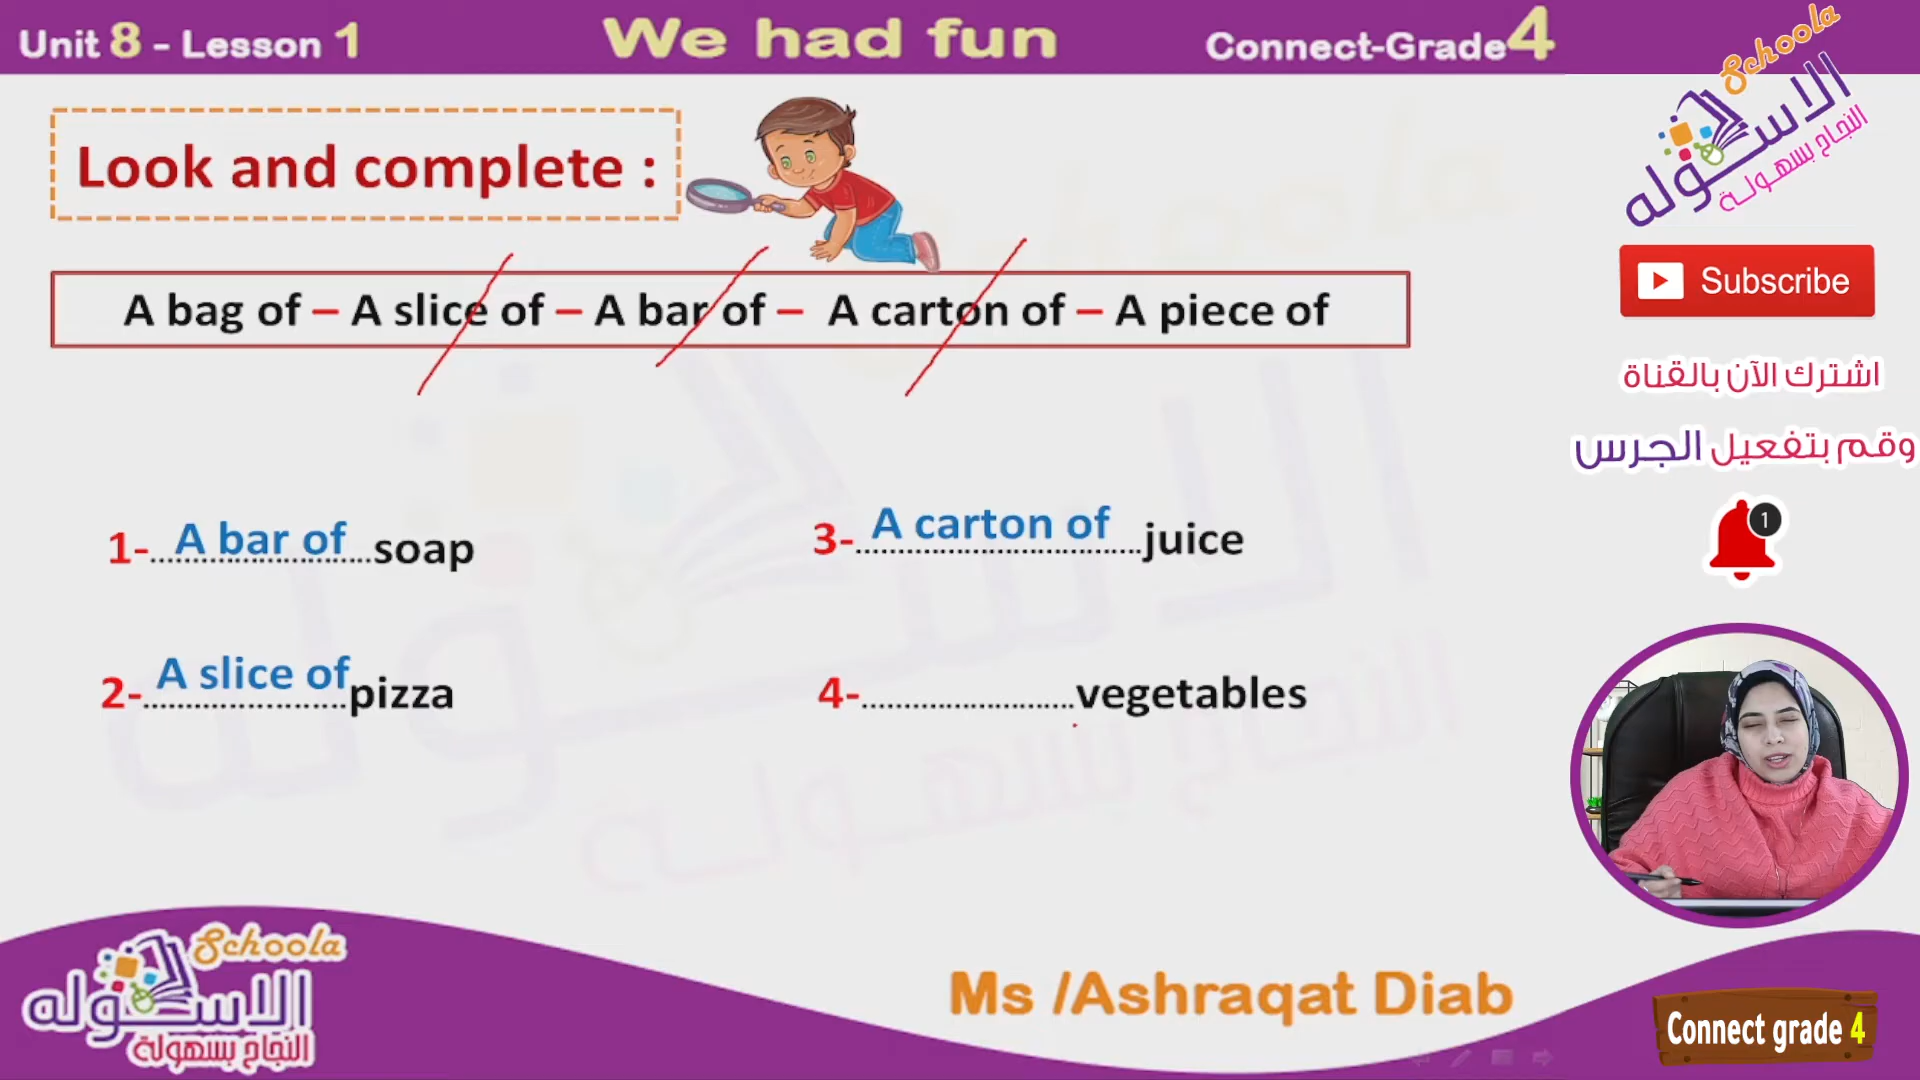 Unit 8 - Lesson 1
We had fun
Connect-Grade4
Schoola
الاسكوله
النجاح بسهولة
Look and complete :
A bag of – A slice of – A bar of – A carton of – A piece of
Subscribe
اشترك الآن بالقناة
وقم بتفعيل الجرس
1
1-..........................soap
A bar of
3-..................................juice
A carton of
2-........................pizza
A slice of
4-..........................vegetables
Schoola
الاسكوله
النجاح بسهولة
Ms /Ashraqat Diab
Connect grade 4